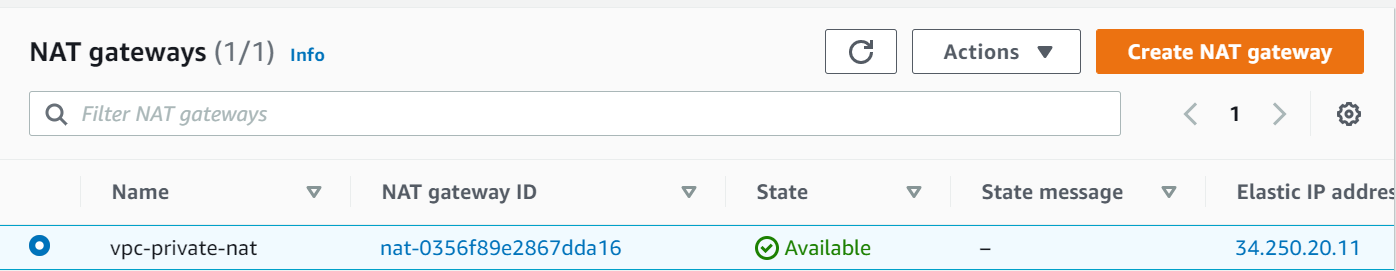 NAT gateways (1/1) Info Actions Create NAT gateway
Filter NAT gateways 1
Name NAT gateway ID State State message Elastic IP addres
vpc-private-nat nat-0356f89e2867dda16 Available – 34.250.20.11